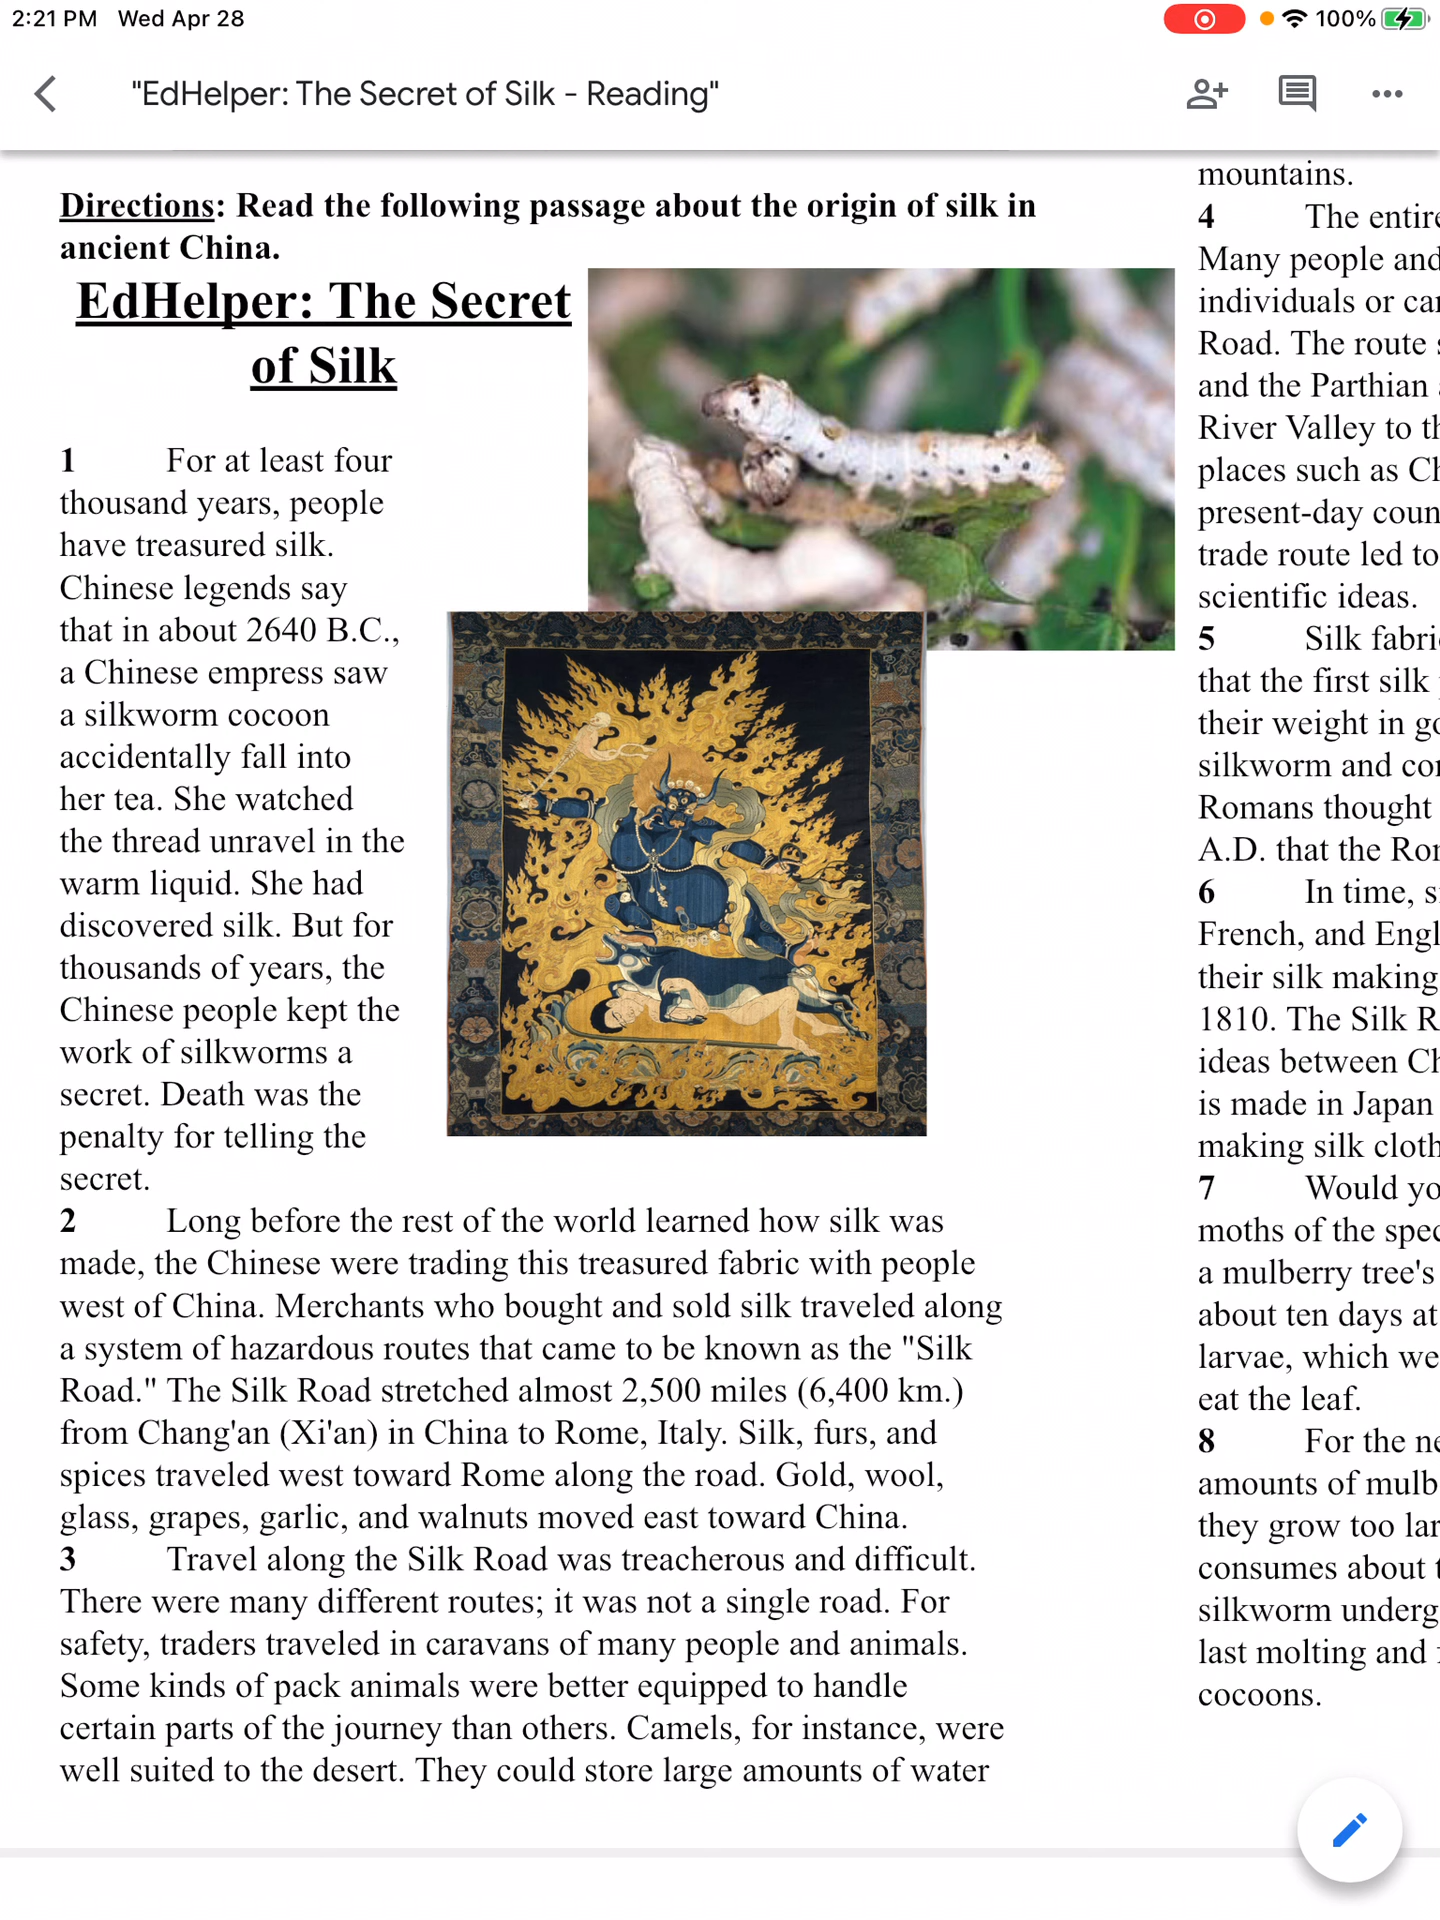 2:21 PM Wed Apr 28
100%
"EdHelper: The Secret of Silk - Reading"
Directions: Read the following passage about the origin of silk in
ancient China.
EdHelper: The Secret
of Silk
1 For at least four
thousand years, people
have treasured silk.
Chinese legends say
that in about 2640 B.C.,
a Chinese empress saw
a silkworm cocoon
accidentally fall into
her tea. She watched
the thread unravel in the
warm liquid. She had
discovered silk. But for
thousands of years, the
Chinese people kept the
work of silkworms a
secret. Death was the
penalty for telling the
secret.
2 Long before the rest of the world learned how silk was
made, the Chinese were trading this treasured fabric with people
west of China. Merchants who bought and sold silk traveled along
a system of hazardous routes that came to be known as the "Silk
Road." The Silk Road stretched almost 2,500 miles (6,400 km.)
from Chang'an (Xi'an) in China to Rome, Italy. Silk, furs, and
spices traveled west toward Rome along the road. Gold, wool,
glass, grapes, garlic, and walnuts moved east toward China.
3 Travel along the Silk Road was treacherous and difficult.
There were many different routes; it was not a single road. For
safety, traders traveled in caravans of many people and animals.
Some kinds of pack animals were better equipped to handle
certain parts of the journey than others. Camels, for instance, were
well suited to the desert. They could store large amounts of water
mountains.
4 The entire
Many people and
individuals or
Road. The route
and the Parthian
River Valley to
places such as
present-day
trade route led to
scientific ideas.
5 Silk
that the first silk
their weight in
silkworm and
Romans thought
A.D. that the
6 In time,
French, and
their silk making
1810. The Silk
ideas between
is made in Japan
making silk
7 Would
moths of the
a mulberry tree's
about ten days at
larvae, which
eat the leaf.
8 For the
amounts of
they grow too
consumes about
silkworm
last molting and
cocoons.